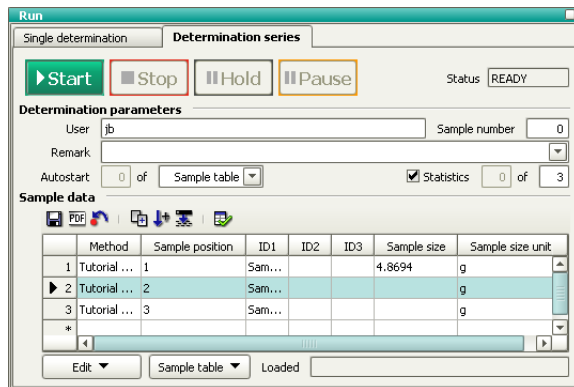 Run
Single determination Determination series
Start Stop Hold Pause Status READY
Determination parameters
User jb Sample number 0
Remark
Autostart 0 of Sample table Statistics 0 of 3
Sample data
PDF
Method Sample position ID1 ID2 ID3 Sample size Sample size unit
1 Tutorial ... 1 Sam... 4.8694 g
2 Tutorial ... 2 Sam... g
3 Tutorial ... 3 Sam... g
*
Edit Sample table Loaded